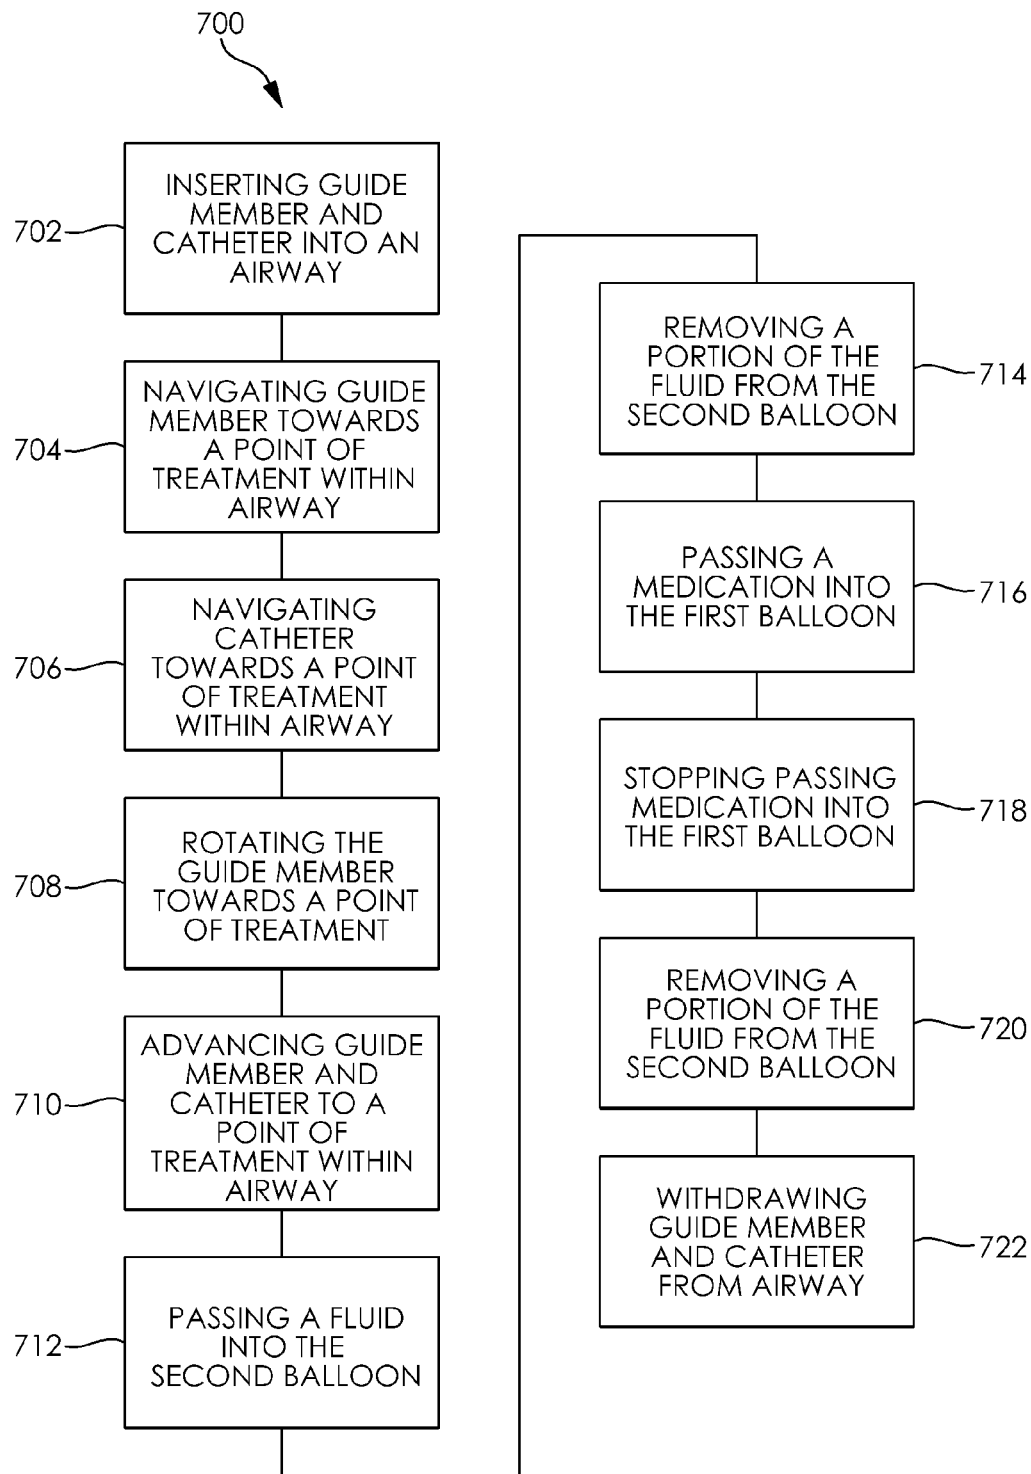 700
702
INSERTING GUIDE
MEMBER AND
CATHETER INTO AN
AIRWAY
704
NAVIGATING GUIDE
MEMBER TOWARDS
A POINT OF
TREATMENT WITHIN
AIRWAY
706
NAVIGATING
CATHETER
TOWARDS A POINT
OF TREATMENT
WITHIN AIRWAY
708
ROTATING THE
GUIDE MEMBER
TOWARDS A POINT
OF TREATMENT
710
ADVANCING GUIDE
MEMBER AND
CATHETER TO A
POINT OF
TREATMENT WITHIN
AIRWAY
712
PASSING A FLUID
INTO THE
SECOND BALLOON
REMOVING A
PORTION OF THE
FLUID FROM THE
SECOND BALLOON
714
PASSING A
MEDICATION INTO
THE FIRST BALLOON
716
STOPPING PASSING
MEDICATION INTO
THE FIRST BALLOON
718
REMOVING A
PORTION OF THE
FLUID FROM THE
SECOND BALLOON
720
WITHDRAWING
GUIDE MEMBER
AND CATHETER
FROM AIRWAY
722